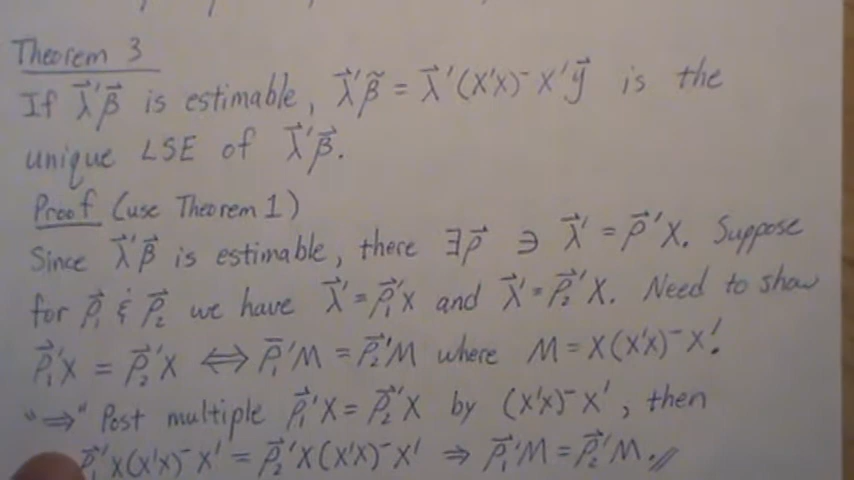 Theorem 3
If λ⃗'β⃗ is estimable, λ⃗'β̃ = λ⃗'(X'X)⁻X'y⃗ is the
unique LSE of λ⃗'β⃗.
Proof (use Theorem 1)
Since λ⃗'β⃗ is estimable, there ∃ρ⃗ ∋ λ⃗' = ρ⃗'X. Suppose
for ρ⃗₁ & ρ⃗₂ we have λ⃗' = ρ⃗₁'X and λ⃗' = ρ⃗₂'X. Need to show
ρ⃗₁'X = ρ⃗₂'X ⟺ ρ⃗₁'M = ρ⃗₂'M where M = X(X'X)⁻X'.
"⇒" Post multiple ρ⃗₁'X = ρ⃗₂'X by (X'X)⁻X', then
ρ⃗₁'X(X'X)⁻X' = ρ⃗₂'X(X'X)⁻X' ⇒ ρ⃗₁'M = ρ⃗₂'M. //